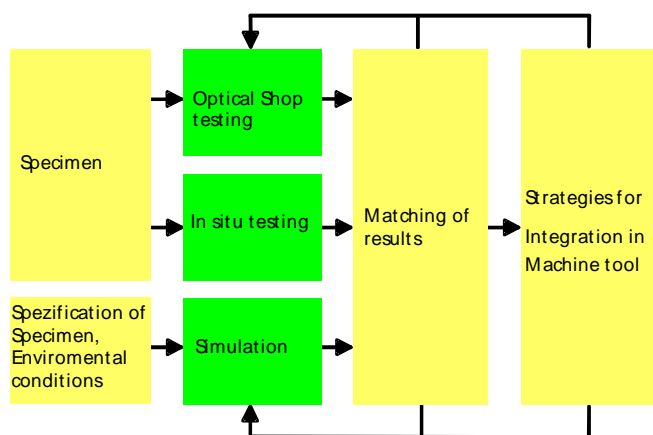 Specimen
Spezification of
Specimen,
Enviromental
conditions
Optical Shop
testing
In situ testing
Simulation
Matching of
results
Strategies for
Integration in
Machine tool